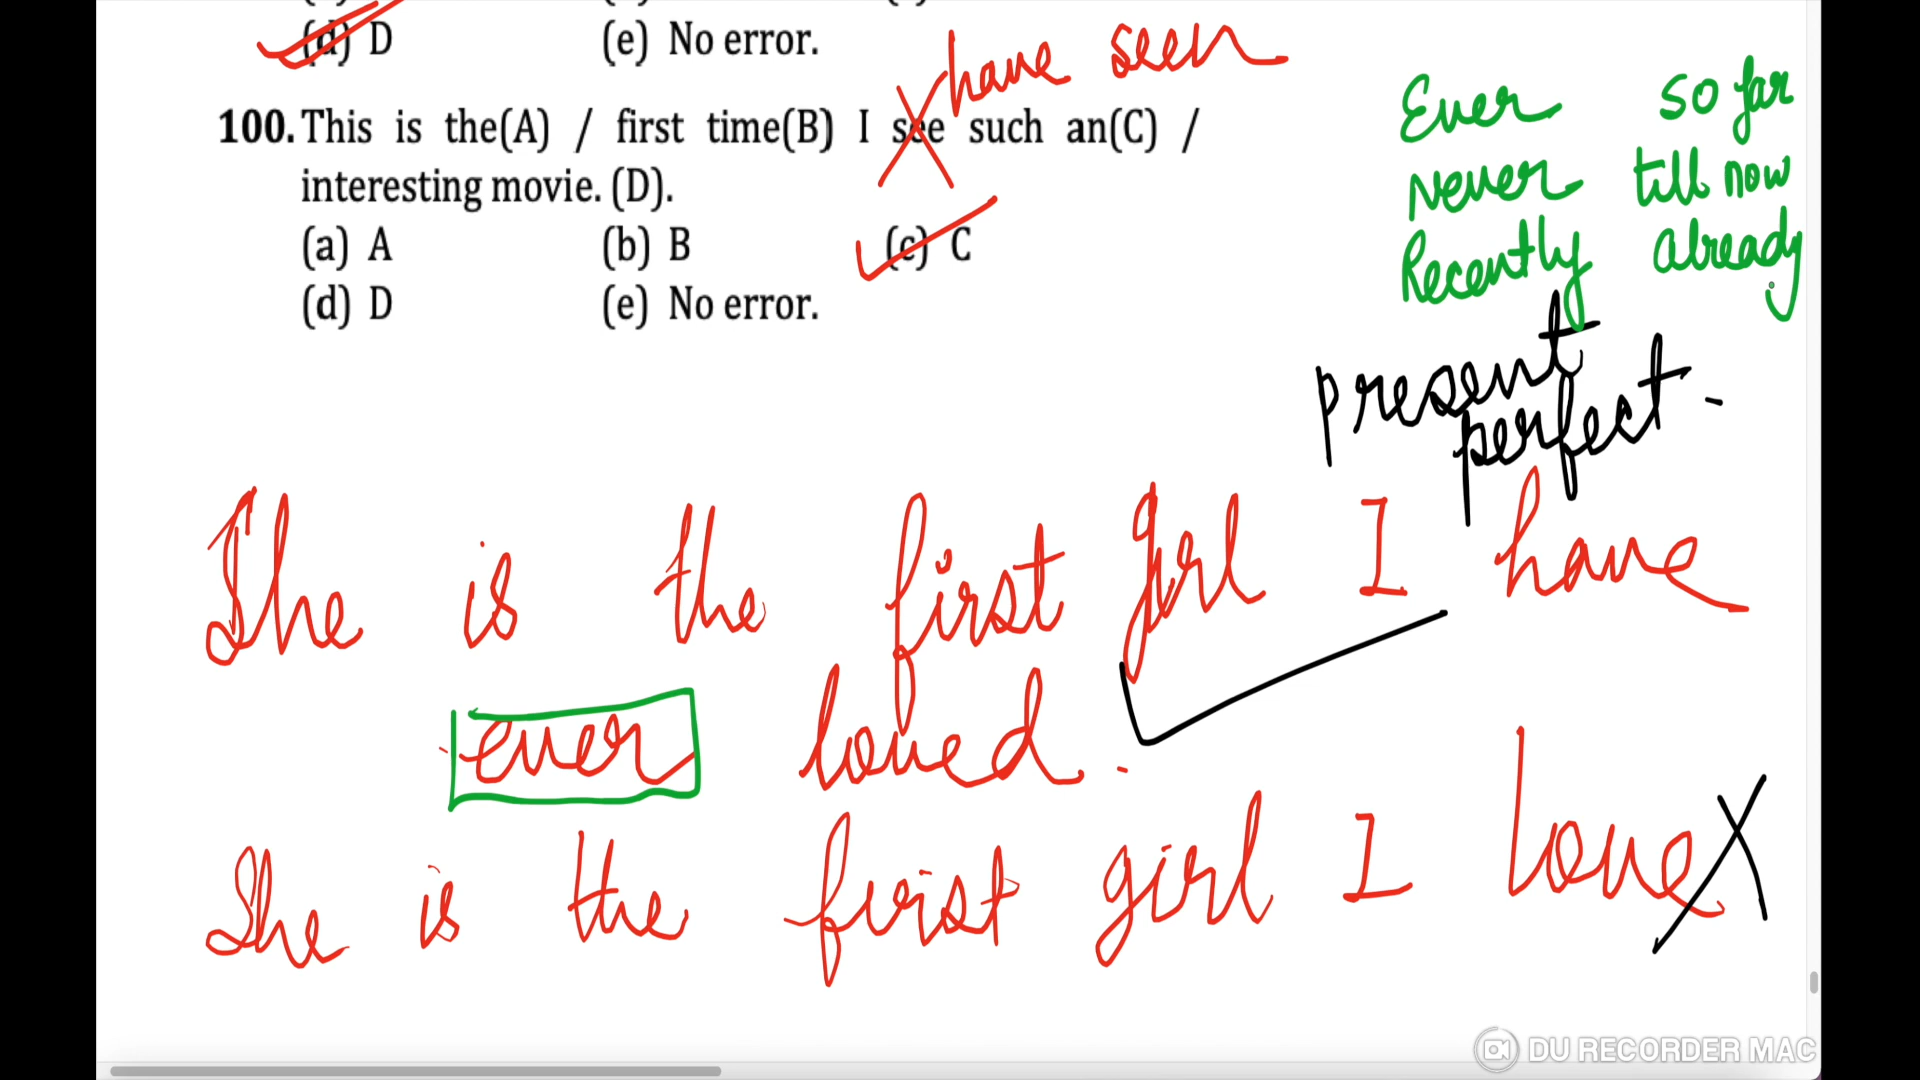 (d) D (e) No error.
have seen
100. This is the(A) / first time(B) I see such an(C) /
interesting movie. (D).
(a) A (b) B (c) C
(d) D (e) No error.
Ever so far
Never till now
Recently already
present
perfect -
She is the first girl I have
ever loved.
She is the first girl I love X
DU RECORDER MAC